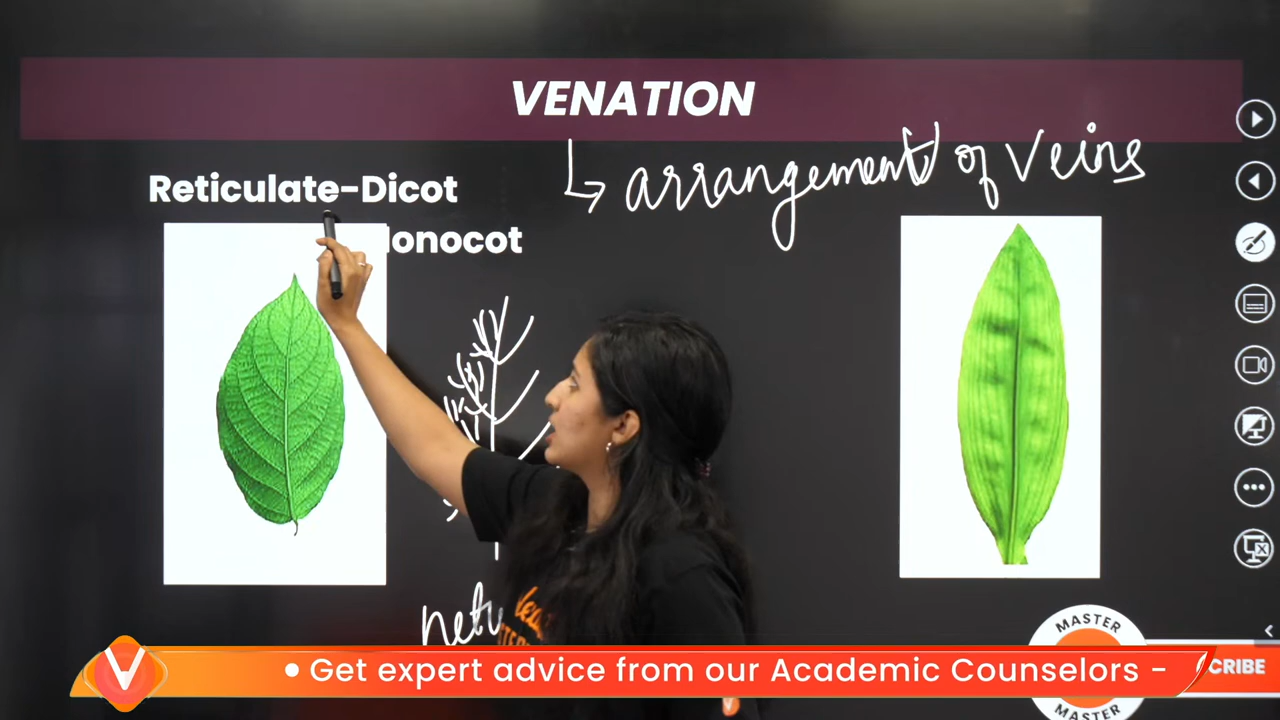 VENATION
arrangement of veins
Reticulate-Dicot
onocot
MASTER
• Get expert advice from our Academic Counselors -
CRIBE
MASTER